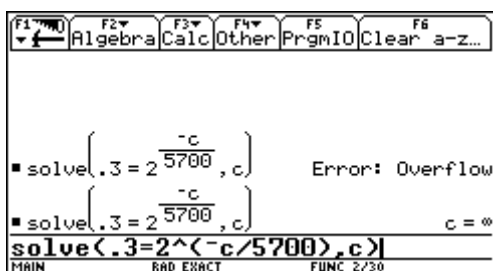 F1 F2 F3 F4 F5 F6
Algebra Calc Other PrgmIO Clear a-z…
▪ solve(.3 = 2^(⁻c/5700), c) Error: Overflow
▪ solve(.3 = 2^(⁻c/5700), c) c = ∞
solve(.3=2^(⁻c/5700),c)
MAIN RAD EXACT FUNC 2/30